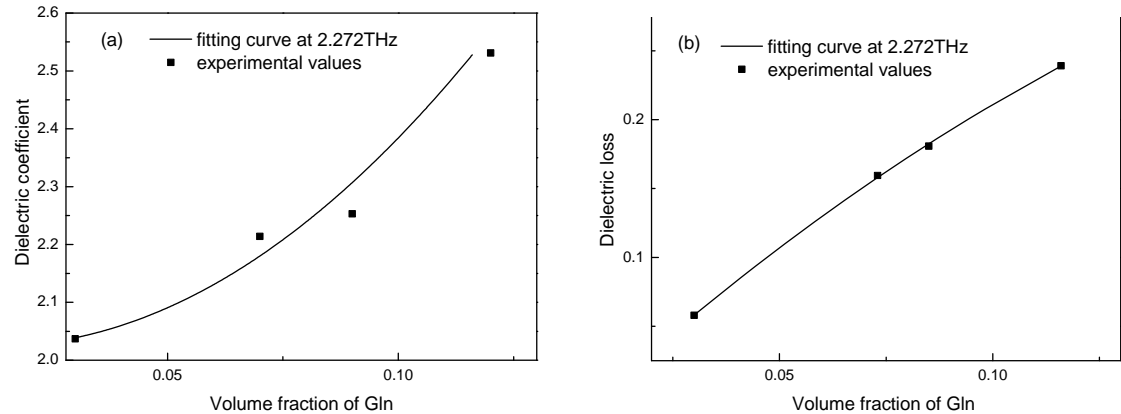 (a)
fitting curve at 2.272THz
experimental values
Dielectric coefficient
2.6
2.5
2.4
2.3
2.2
2.1
2.0
0.05
0.10
Volume fraction of Gln
(b)
fitting curve at 2.272THz
experimental values
Dielectric loss
0.2
0.1
0.05
0.10
Volume fraction of Gln